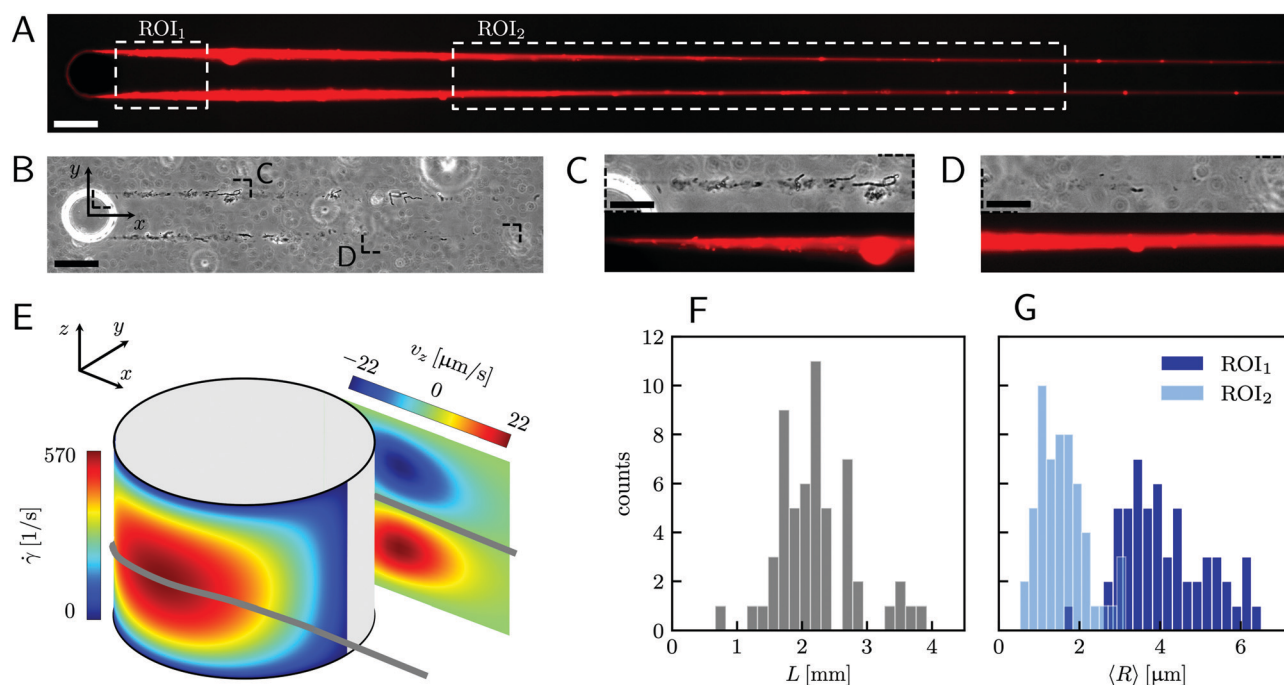 A
ROI₁
ROI₂
B
y
x
C
D
C
D
E
z
y
x
v_z [µm/s]
−22
0
22
570
γ̇ [1/s]
0
F
12
10
8
6
4
2
0
counts
0
1
2
3
4
L [mm]
G
ROI₁
ROI₂
0
2
4
6
⟨R⟩ [µm]